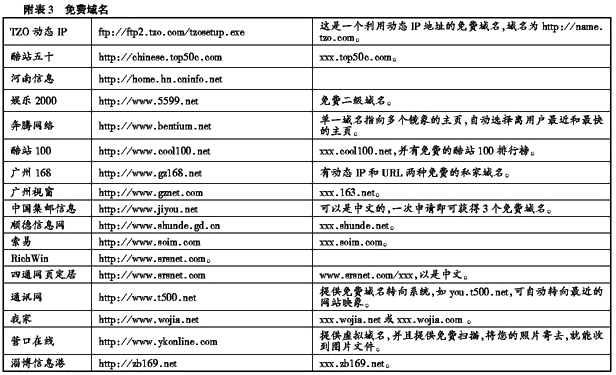 附表3 免费域名
TZO 动态 IP ftp://ftp2.tzo.com/tzosetup.exe 这是一个利用动态 IP 地址的免费域名,域名为 http://name.
tzo.com。
酷站五十 http://chinese.top50c.com xxx.top50c.com。
河南信息 http://home.hn.cninfo.net
娱乐 2000 http://www.5599.net 免费二级域名。
奔腾网络 http://www.bentium.net 单一域名指向多个镜象的主页,自动选择离用户最近和最快
的主页。
酷站 100 http://www.cool100.net xxx.cool100.net,并有免费的酷站 100 排行榜。
广州 168 http://www.gz168.net 有动态 IP 和 URL 两种免费的私家域名。
广州视窗 http://www.gznet.com xxx.163.net。
中国集邮信息 http://www.jiyou.net 可以是中文的,一次申请即可获得 3 个免费域名。
顺德信息网 http://www.shunde.gd.cn xxx.shunde.net。
索易 http://www.soim.com xxx.soim.com。
RichWin http://www.srsnet.com。
四通网页定居 http://www.srsnet.com www.srsnet.com/xxx,以是中文。
通讯网 http://www.t500.net 提供免费域名转向系统,如 you.t500.net,可自动转向最近的
网站映象。
我家 http://www.wojia.net xxx.wojia.net 或 xxx.wojia.com 。
营口在线 http://www.ykonline.com 提供虚拟域名,并且提供免费扫描,将您的照片寄去,就能收
到图片文件。
淄博信息港 http://zb169.net xxx.zb169.net。